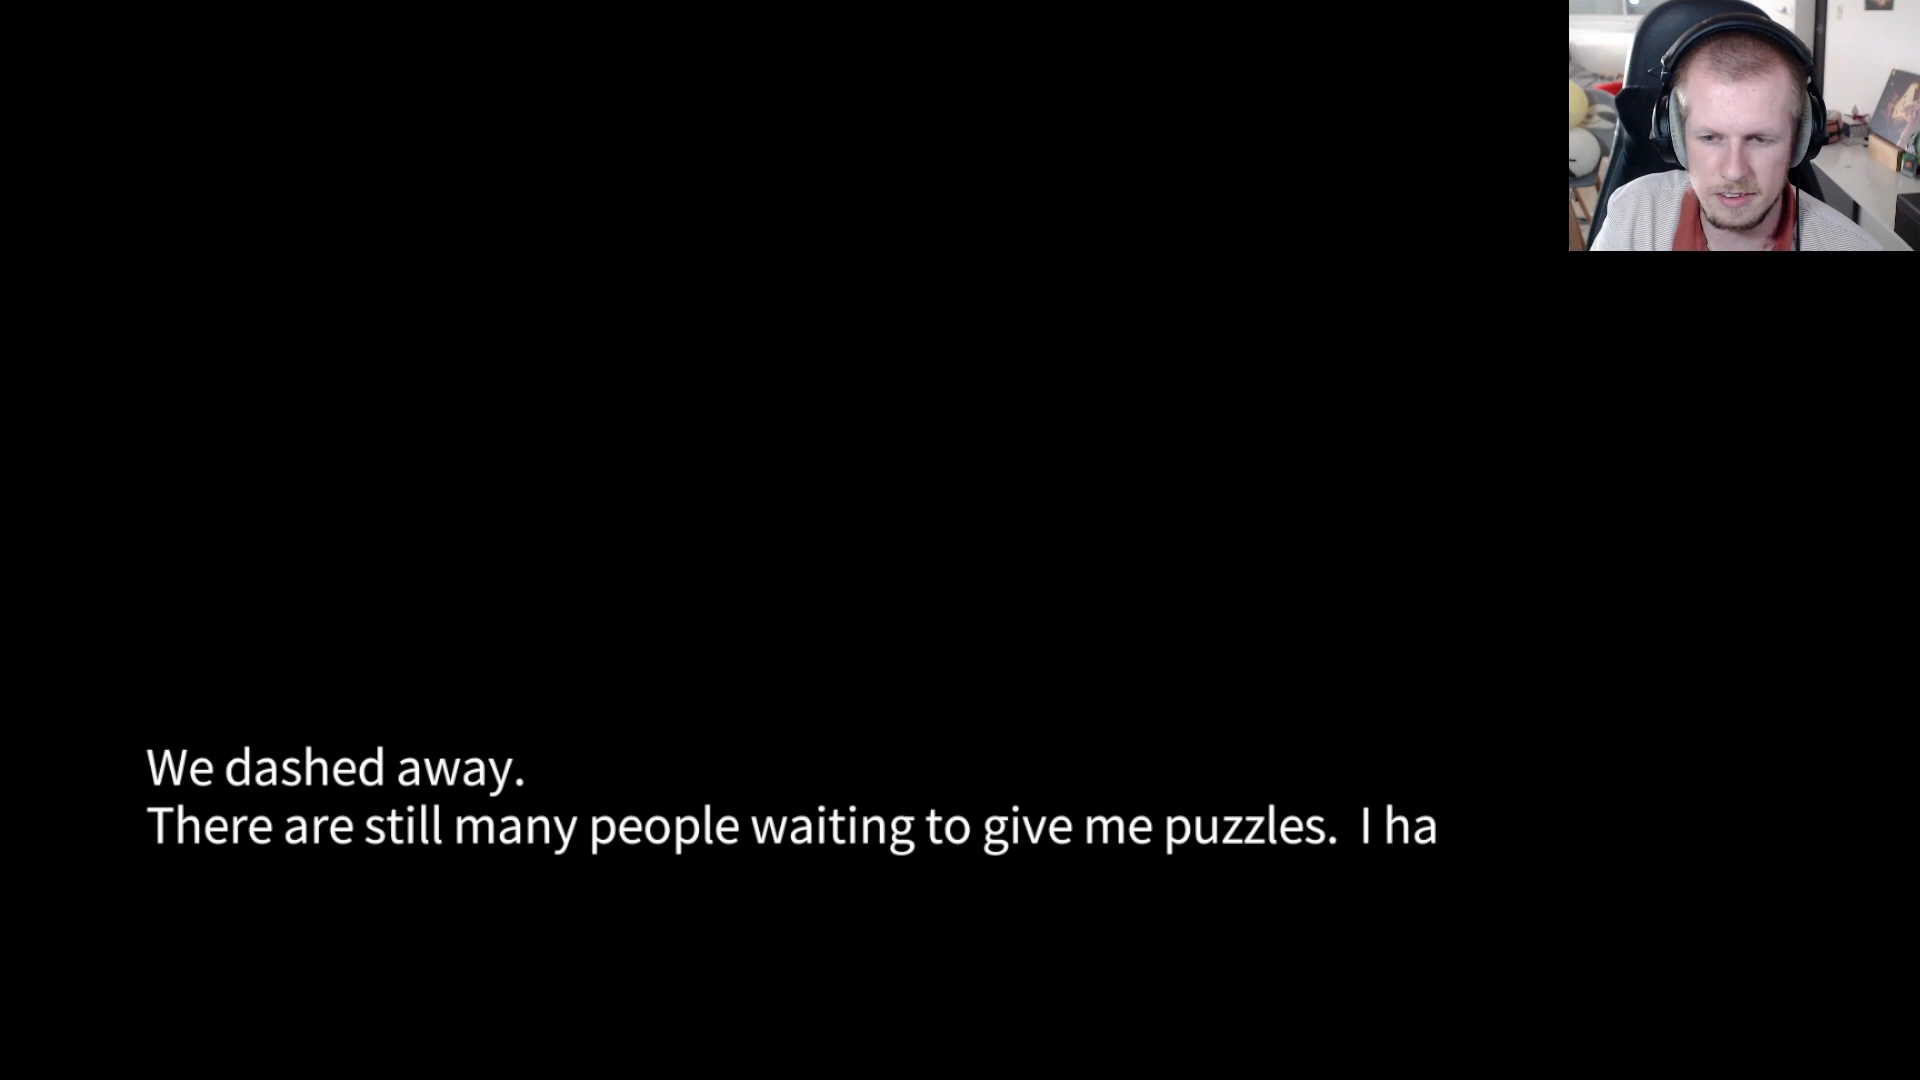 We dashed away.
There are still many people waiting to give me puzzles.  I ha